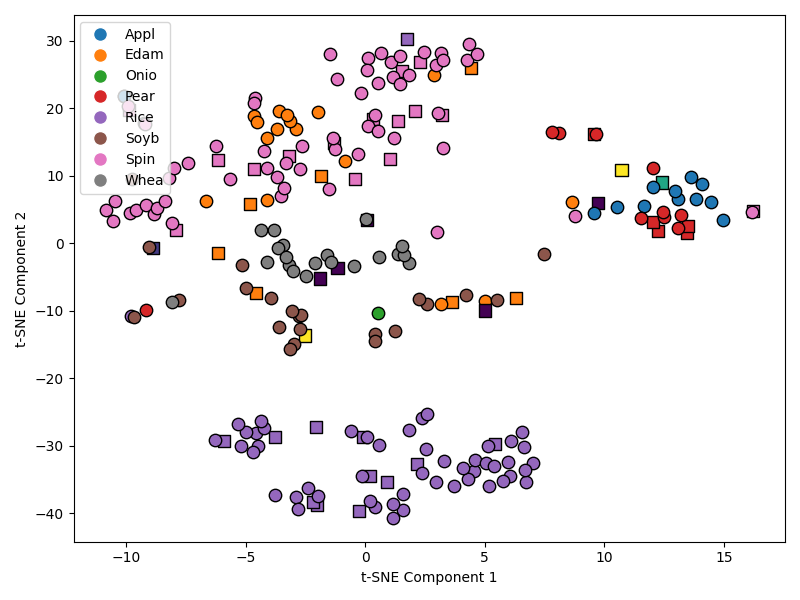 Appl
Edam
Onio
Pear
Rice
Soyb
Spin
Whea
30
20
10
0
−10
−20
−30
−40
t-SNE Component 2
−10
−5
0
5
10
15
t-SNE Component 1